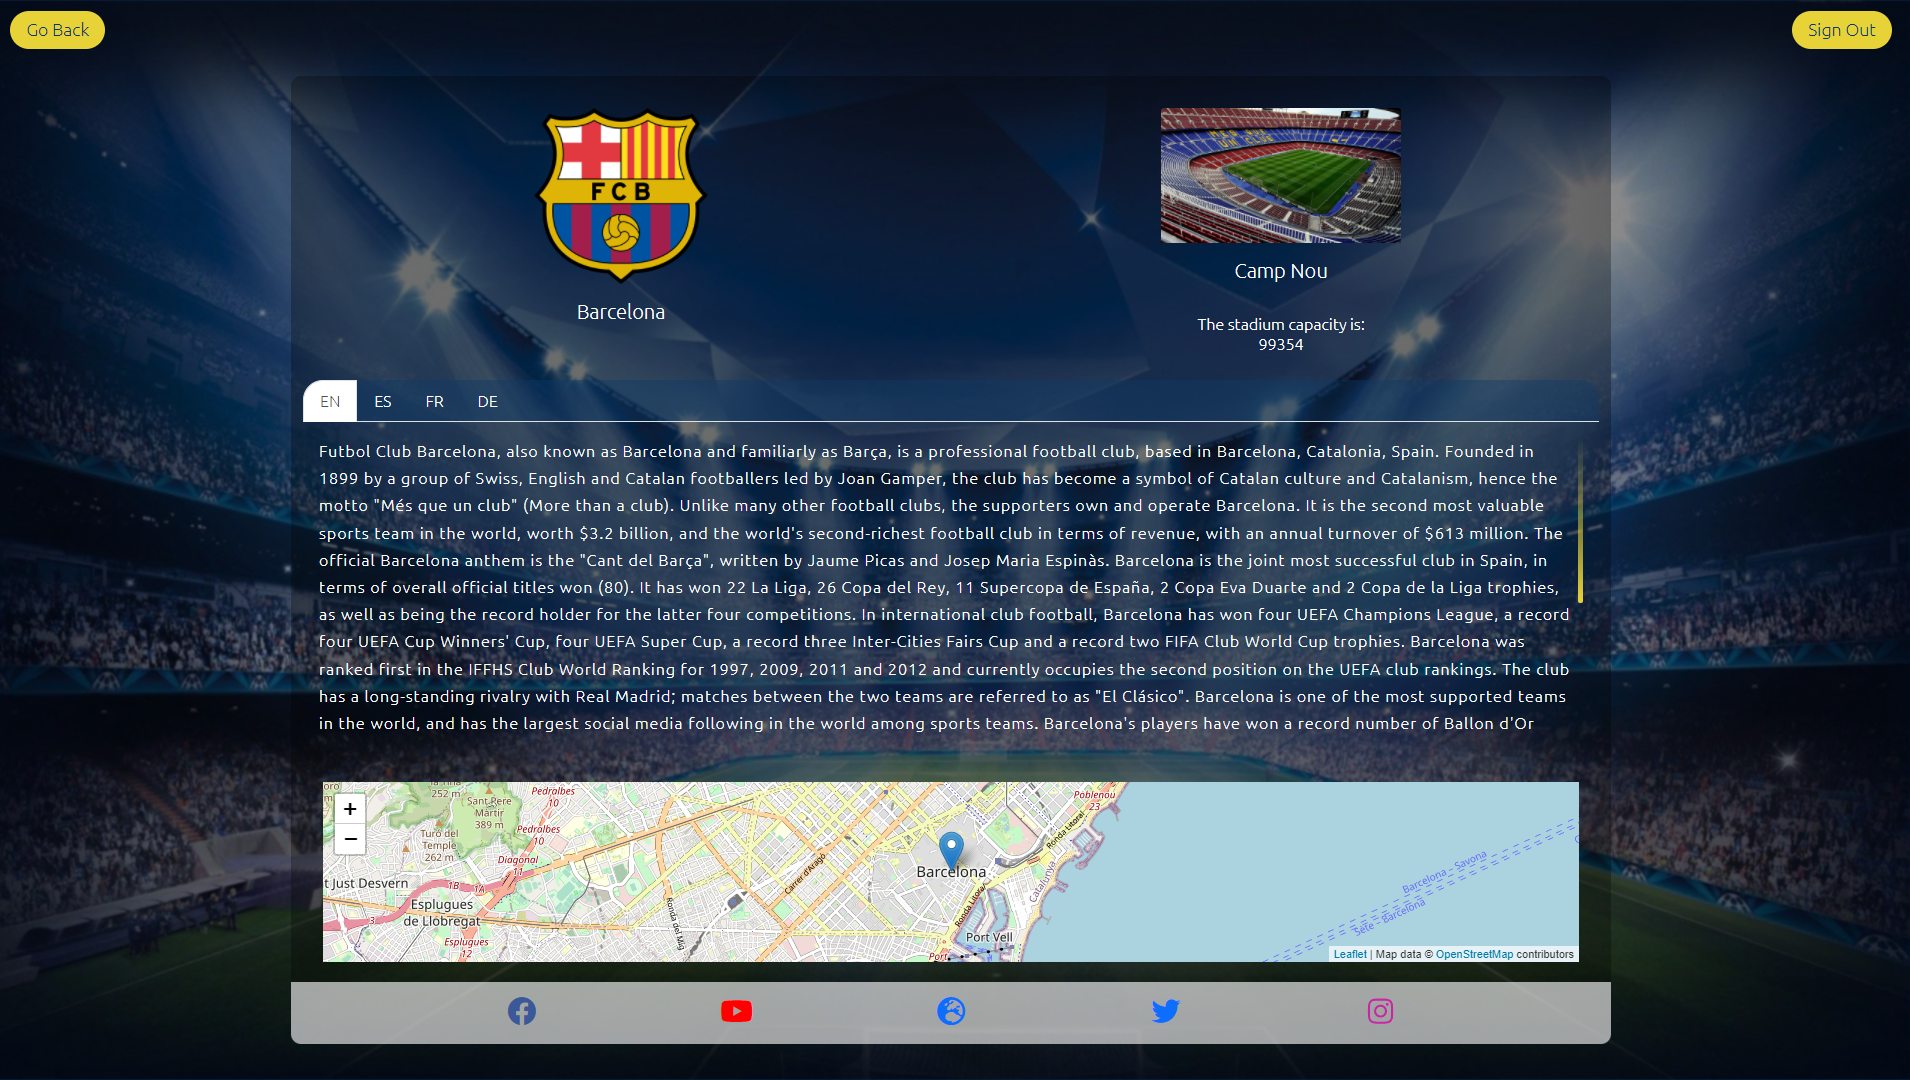 Go Back
Sign Out
FCB
Barcelona
Camp Nou
The stadium capacity is:
99354
EN
ES
FR
DE
Futbol Club Barcelona, also known as Barcelona and familiarly as Barça, is a professional football club, based in Barcelona, Catalonia, Spain. Founded in
1899 by a group of Swiss, English and Catalan footballers led by Joan Gamper, the club has become a symbol of Catalan culture and Catalanism, hence the
motto "Més que un club" (More than a club). Unlike many other football clubs, the supporters own and operate Barcelona. It is the second most valuable
sports team in the world, worth $3.2 billion, and the world's second-richest football club in terms of revenue, with an annual turnover of $613 million. The
official Barcelona anthem is the "Cant del Barça", written by Jaume Picas and Josep Maria Espinàs. Barcelona is the joint most successful club in Spain, in
terms of overall official titles won (80). It has won 22 La Liga, 26 Copa del Rey, 11 Supercopa de España, 2 Copa Eva Duarte and 2 Copa de la Liga trophies,
as well as being the record holder for the latter four competitions. In international club football, Barcelona has won four UEFA Champions League, a record
four UEFA Cup Winners' Cup, four UEFA Super Cup, a record three Inter-Cities Fairs Cup and a record two FIFA Club World Cup trophies. Barcelona was
ranked first in the IFFHS Club World Ranking for 1997, 2009, 2011 and 2012 and currently occupies the second position on the UEFA club rankings. The club
has a long-standing rivalry with Real Madrid; matches between the two teams are referred to as "El Clásico". Barcelona is one of the most supported teams
in the world, and has the largest social media following in the world among sports teams. Barcelona's players have won a record number of Ballon d'Or
+
−
252 m
Sant Pere
Màrtir
389 m
Turó del
Temple
262 m
Pedralbes
10
Pedralbes
10
Diagonal
11
1B
1A
t Just Desvern
Esplugues
de Llobregat
3
Esplugues
12
Ronda del Mig
Carrer d'Aragó
Barcelona
Poblenou
23
Ronda Litoral
Ronda Litoral
Catalunya
Port Vell
Port
Barcelona - Savona
Sète - Barcelona
Leaflet | Map data © OpenStreetMap contributors